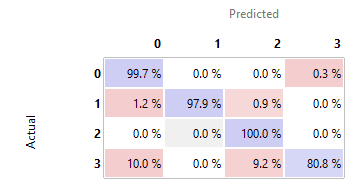 Predicted
0 1 2 3
0 99.7 % 0.0 % 0.0 % 0.3 %
1 1.2 % 97.9 % 0.9 % 0.0 %
2 0.0 % 0.0 % 100.0 % 0.0 %
3 10.0 % 0.0 % 9.2 % 80.8 %
Actual